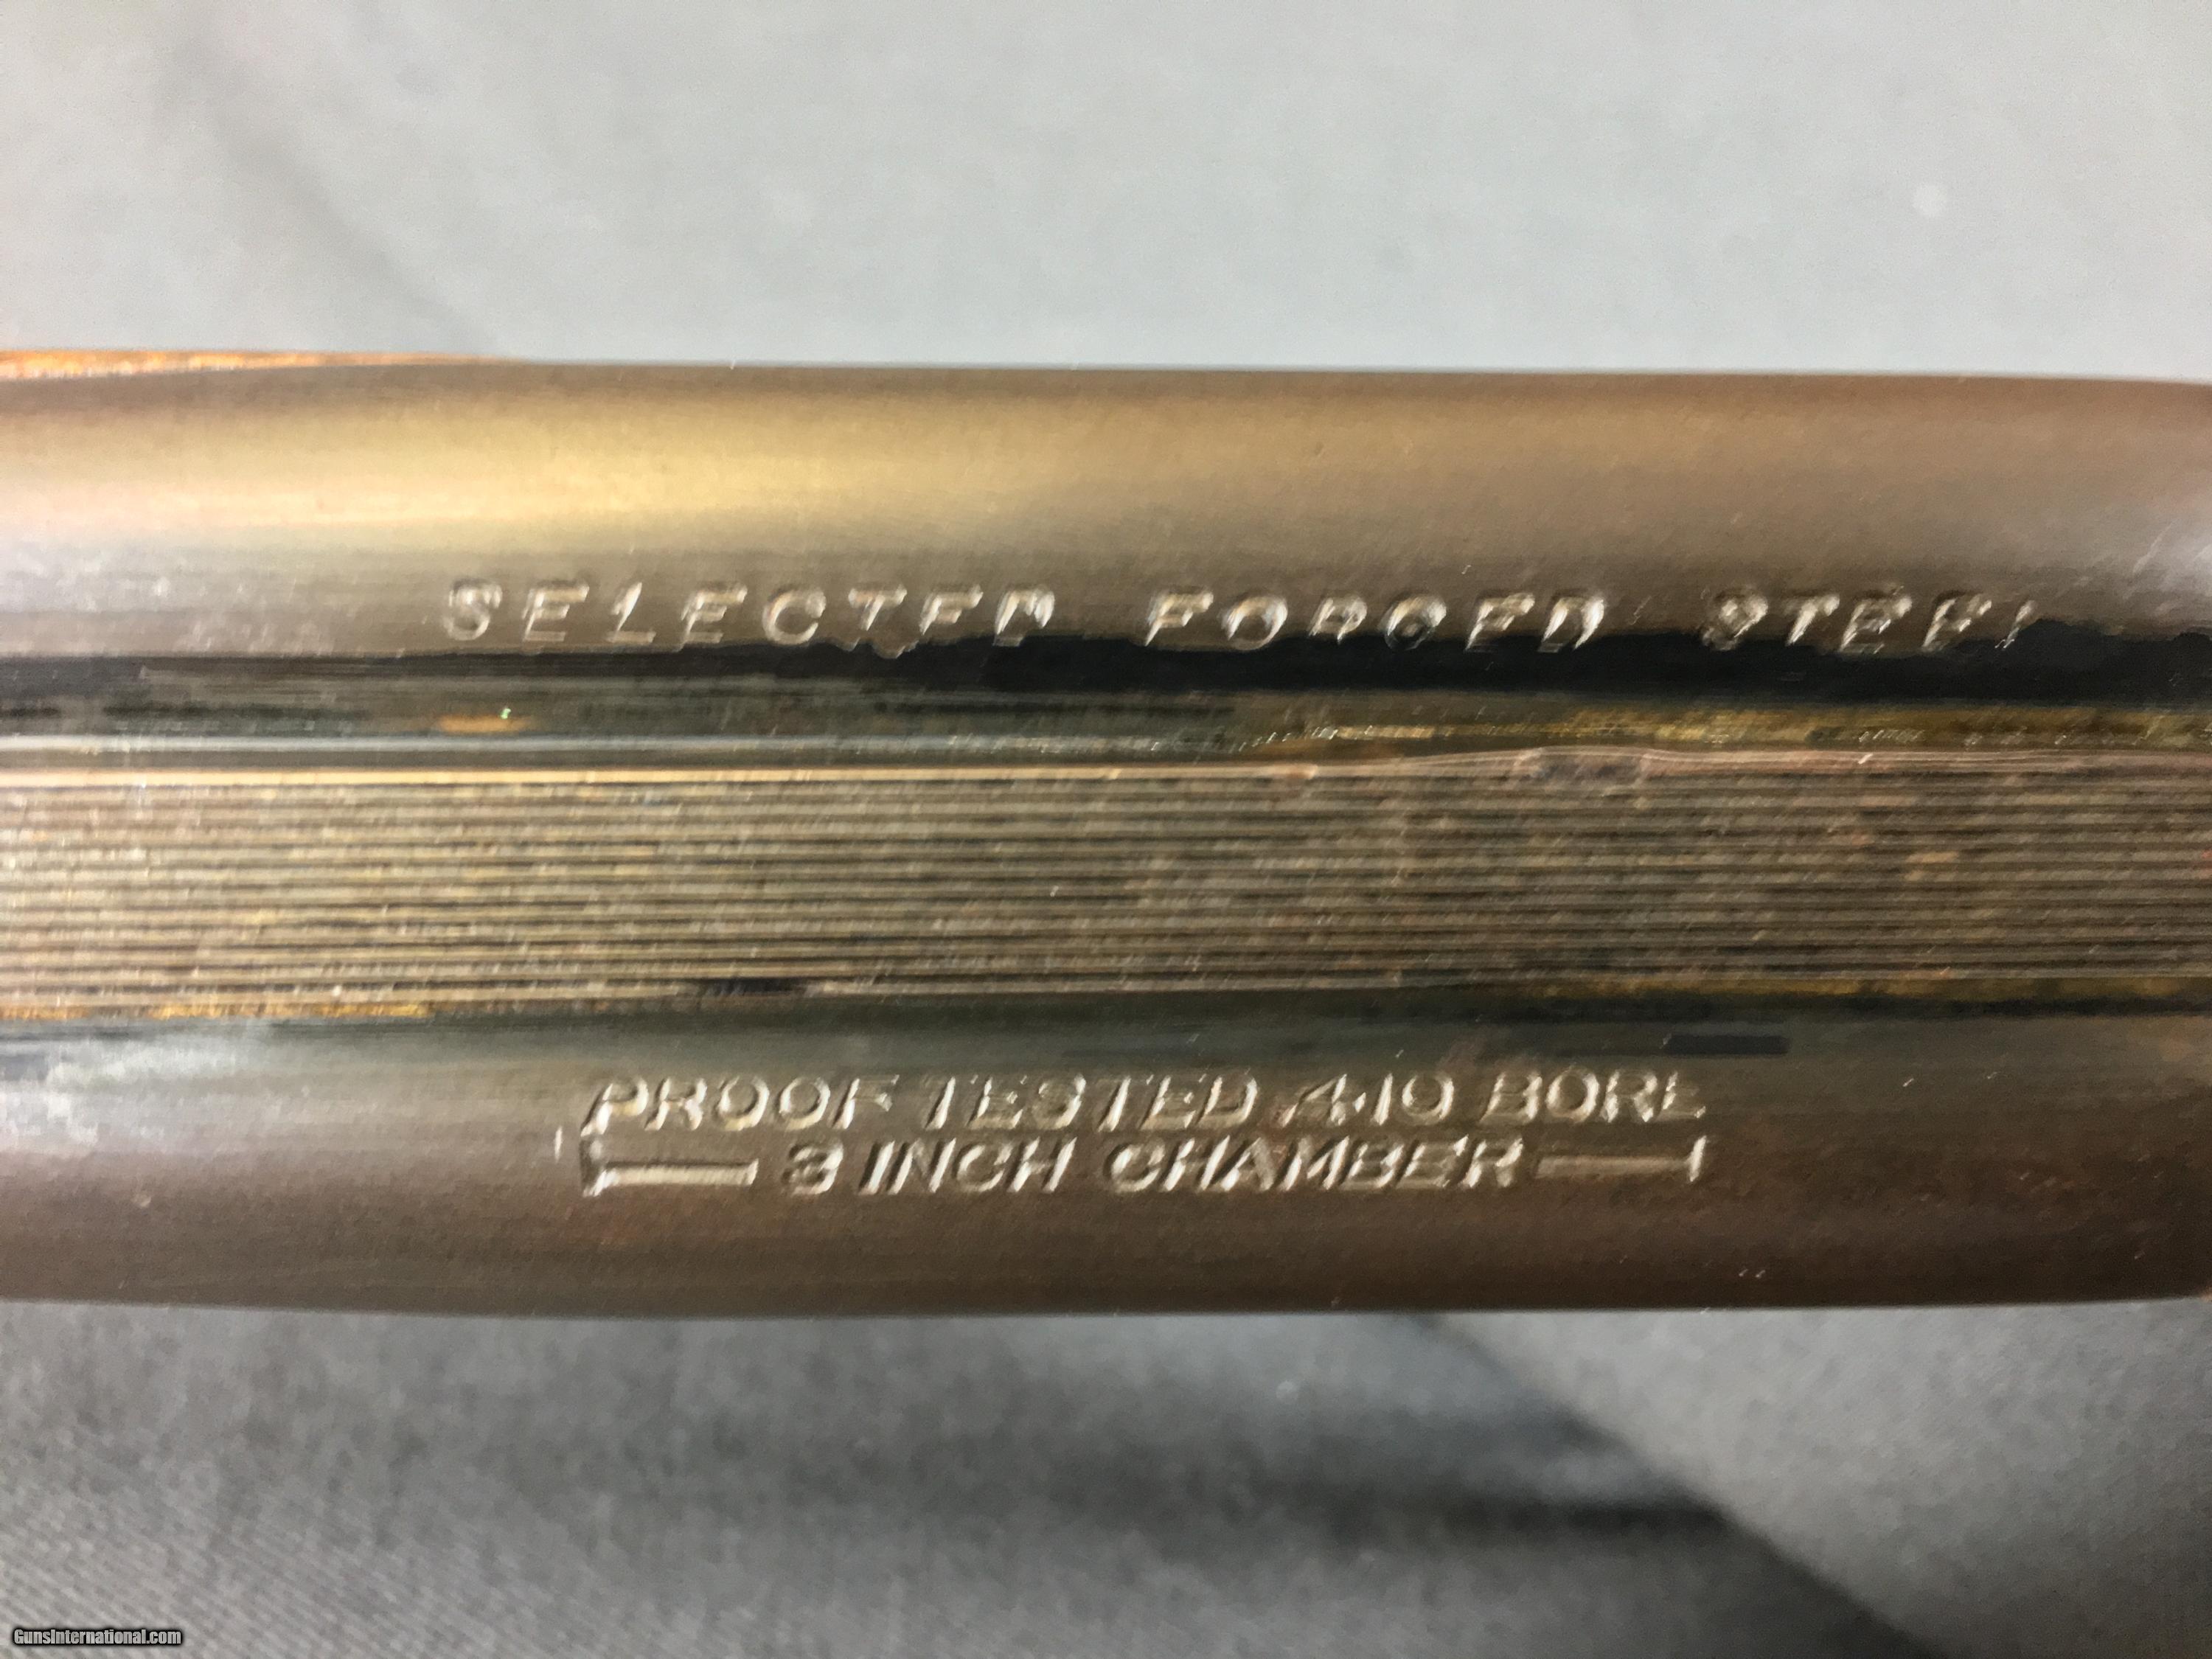 SELECTED FORGED STEEL
PROOF TESTED .410 BORE
3 INCH CHAMBER
GunsInternational.com